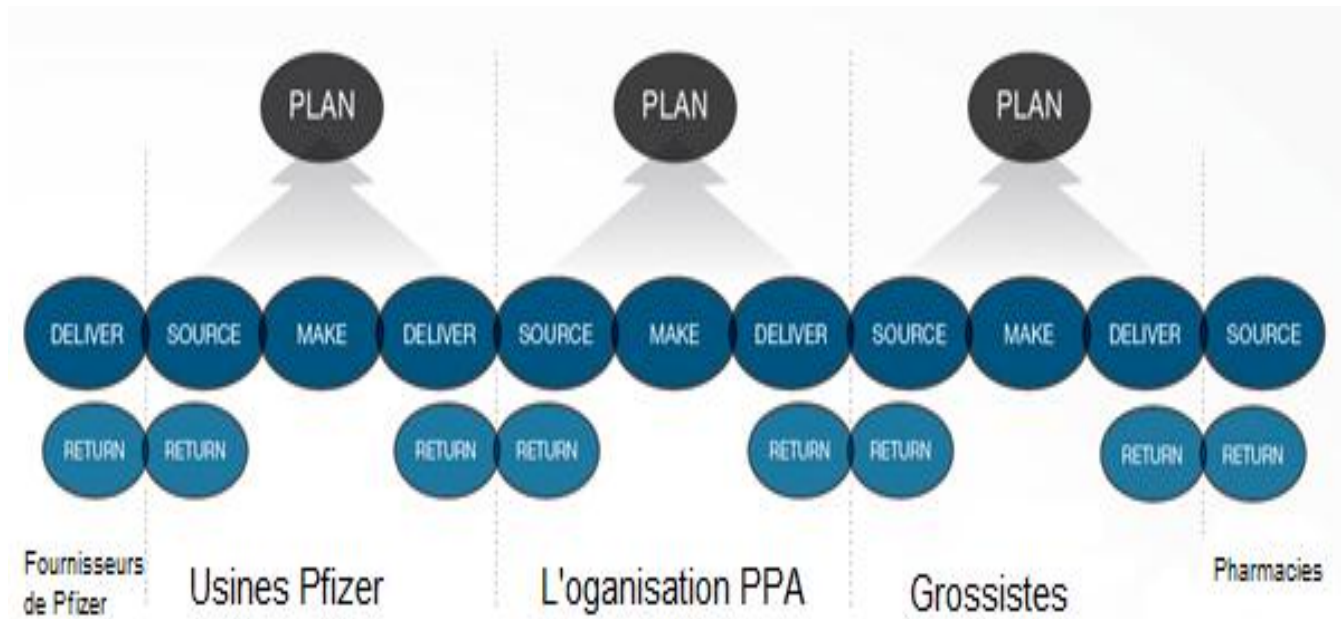 PLAN PLAN PLAN
DELIVER SOURCE MAKE DELIVER SOURCE MAKE DELIVER SOURCE MAKE DELIVER SOURCE
RETURN RETURN RETURN RETURN RETURN RETURN RETURN RETURN
Fournisseurs
de Pfizer
Usines Pfizer
L'oganisation PPA
Grossistes
Pharmacies